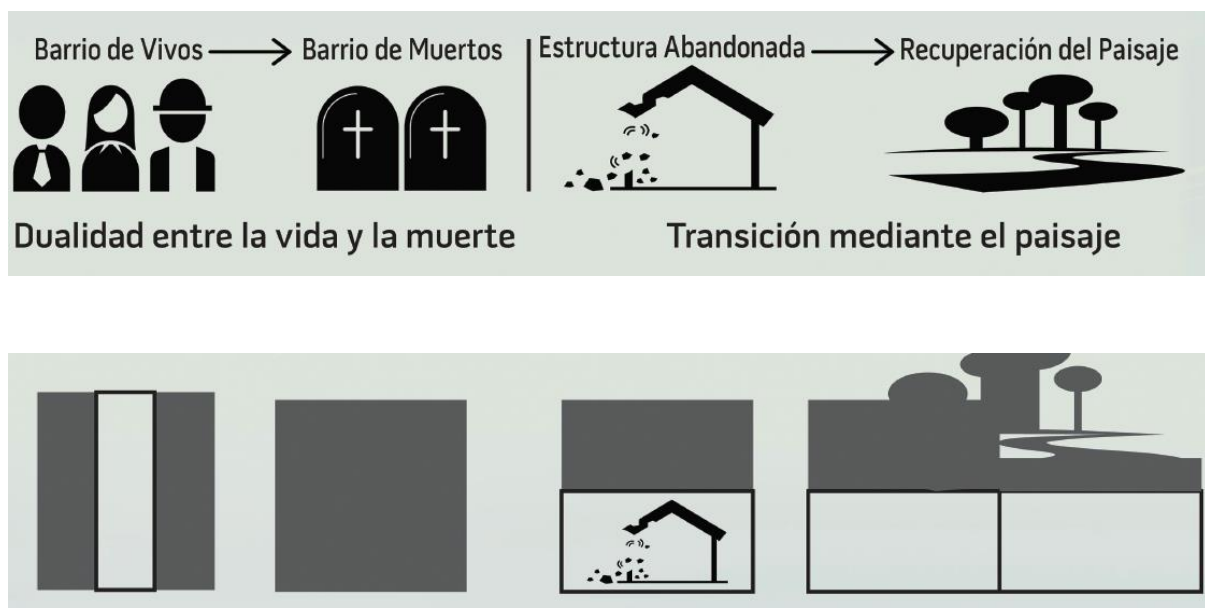 Barrio de Vivos
Barrio de Muertos
Estructura Abandonada
Recuperación del Paisaje
Dualidad entre la vida y la muerte
Transición mediante el paisaje